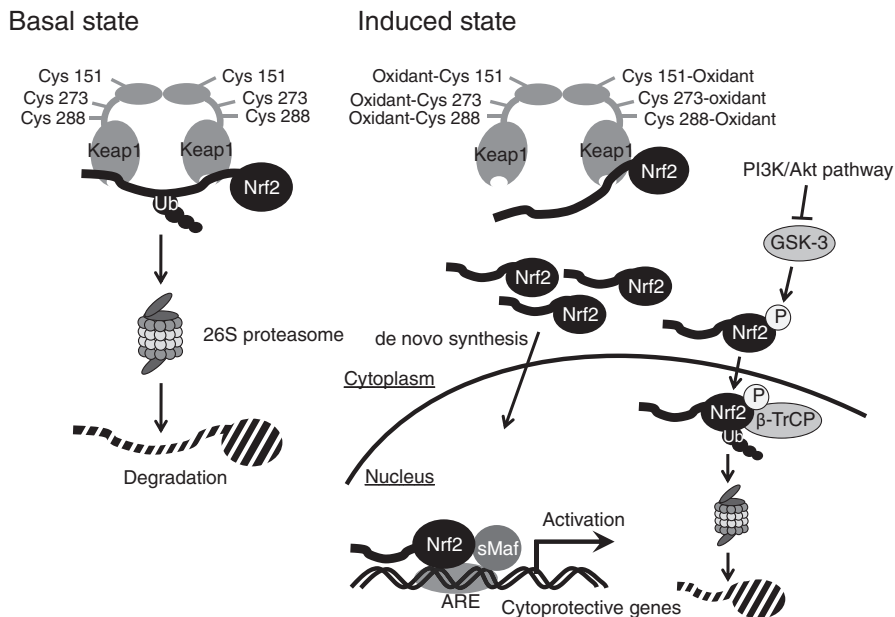 Basal state
Cys 151
Cys 151
Cys 273
Cys 273
Cys 288
Cys 288
Keap1
Keap1
Nrf2
Ub
26S proteasome
Degradation
Induced state
Oxidant-Cys 151
Cys 151-Oxidant
Oxidant-Cys 273
Cys 273-oxidant
Oxidant-Cys 288
Cys 288-Oxidant
Keap1
Keap1
Nrf2
PI3K/Akt pathway
GSK-3
Nrf2
Nrf2
Nrf2
P
Nrf2
de novo synthesis
Cytoplasm
P
Nrf2
β-TrCP
Ub
Nucleus
Nrf2
sMaf
Activation
ARE
Cytoprotective genes